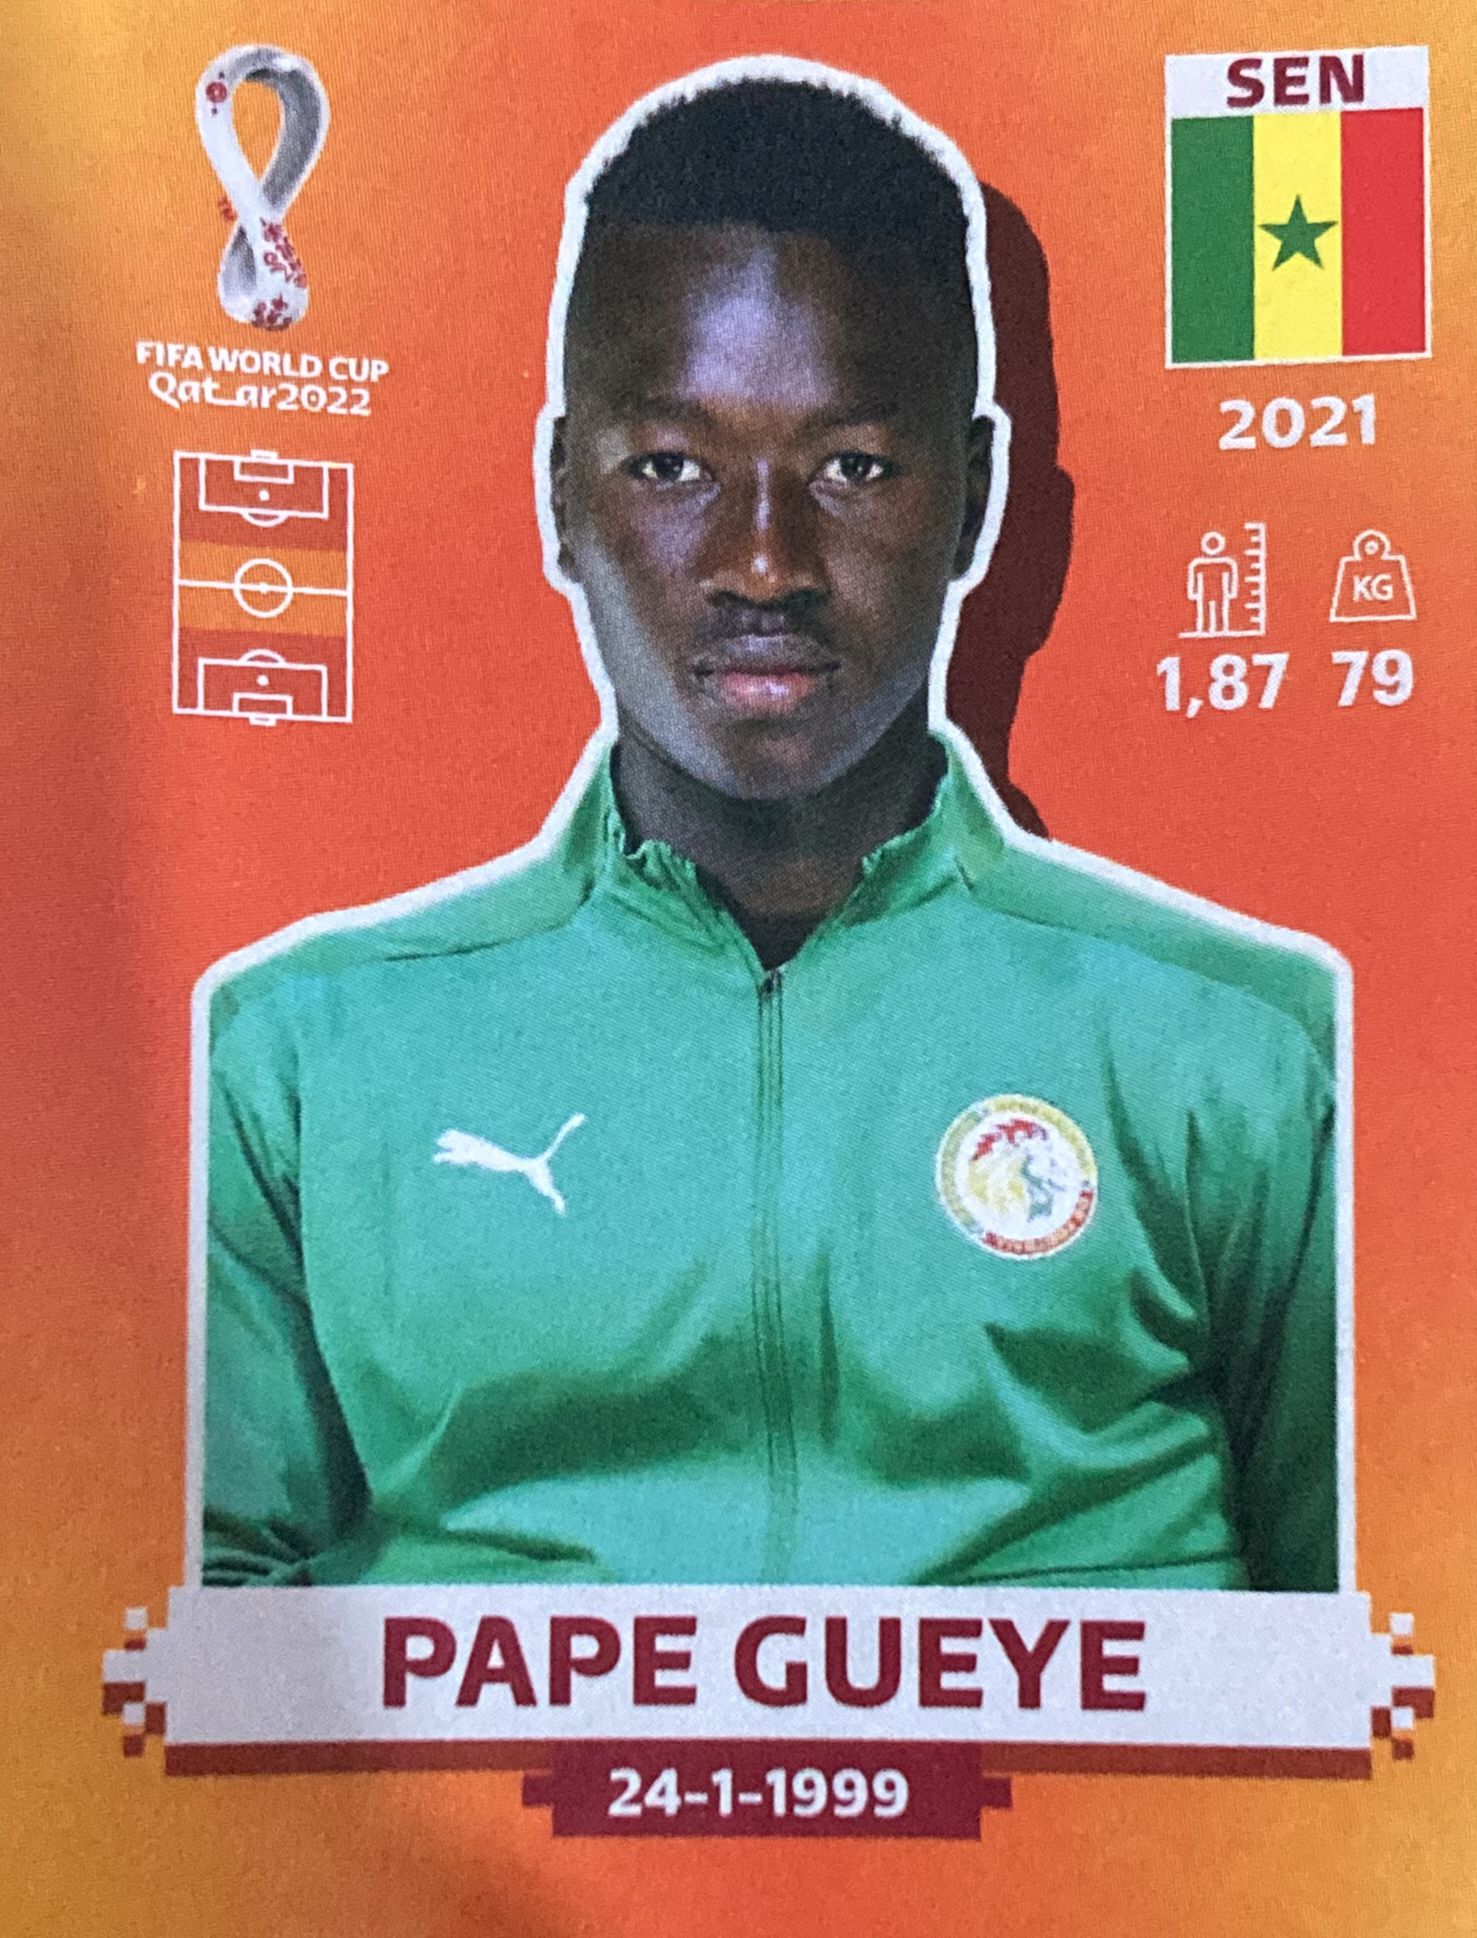 SEN
FIFA WORLD CUP
Qatar2022
2021
KG
1,87 79
PAPE GUEYE
24-1-1999